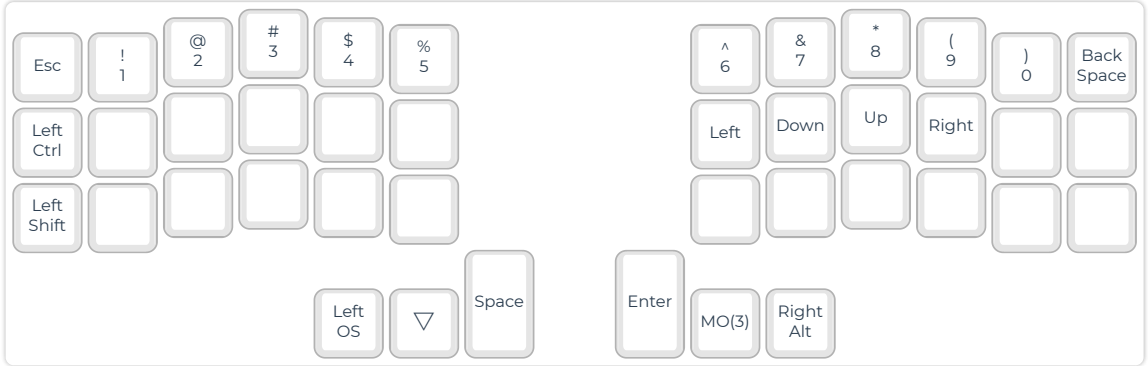 Esc
!
1
@
2
#
3
$
4
%
5
^
6
&
7
*
8
(
9
)
0
Back
Space
Left
Ctrl
Left
Down
Up
Right
Left
Shift
Left
OS
▽
Space
Enter
MO(3)
Right
Alt